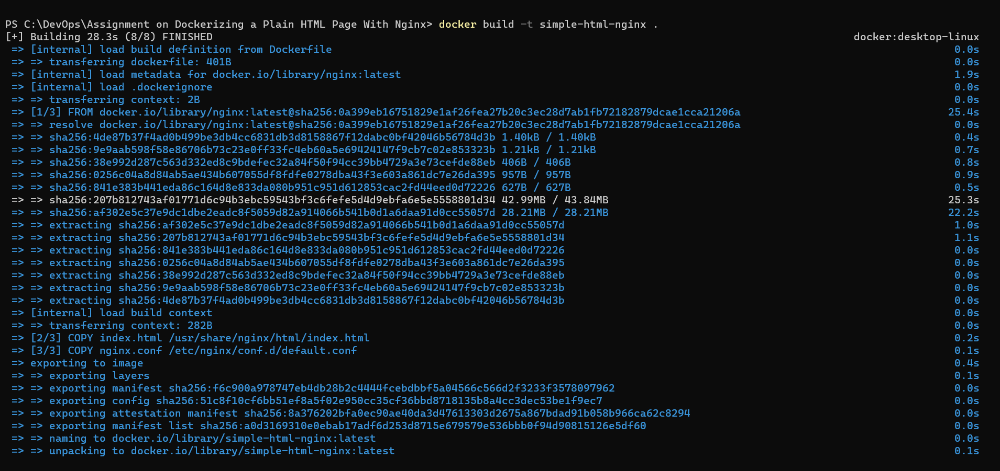 PS C:\DevOps\Assignment on Dockerizing a Plain HTML Page With Nginx> docker build -t simple-html-nginx .
[+] Building 28.3s (8/8) FINISHED docker:desktop-linux
=> [internal] load build definition from Dockerfile 0.0s
=> => transferring dockerfile: 401B 0.0s
=> [internal] load metadata for docker.io/library/nginx:latest 1.9s
=> [internal] load .dockerignore 0.0s
=> => transferring context: 2B 0.0s
=> [1/3] FROM docker.io/library/nginx:latest@sha256:0a399eb16751829e1af26fea27b20c3ec28d7ab1fb72182879dcae1cca21206a 25.4s
=> => resolve docker.io/library/nginx:latest@sha256:0a399eb16751829e1af26fea27b20c3ec28d7ab1fb72182879dcae1cca21206a 0.0s
=> => sha256:4de87b37f4ad0b499be3db4cc6831db3d8158867f12dabc0bf42046b56784d3b 1.40kB / 1.40kB 0.4s
=> => sha256:9e9aab598f58e86706b73c23e0ff33fc4eb60a5e69424147f9cb7c02e853323b 1.21kB / 1.21kB 0.7s
=> => sha256:38e992d287c563d332ed8c9bdefec32a84f50f94cc39bb4729a3e73cefde88eb 406B / 406B 0.8s
=> => sha256:0256c04a8d84ab5ae434b607055df8fdfe0278dba43f3e603a861dc7e26da395 957B / 957B 0.9s
=> => sha256:841e383b441eda86c164d8e833da080b951c951d612853cac2fd44eed0d72226 627B / 627B 0.5s
=> => sha256:207b812743af01771d6c94b3ebc59543bf3c6fefe5d4d9ebfa6e5e5558801d34 42.99MB / 43.84MB 25.3s
=> => sha256:af302e5c37e9dc1dbe2eadc8f5059d82a914066b541b0d1a6daa91d0cc55057d 28.21MB / 28.21MB 22.2s
=> => extracting sha256:af302e5c37e9dc1dbe2eadc8f5059d82a914066b541b0d1a6daa91d0cc55057d 1.0s
=> => extracting sha256:207b812743af01771d6c94b3ebc59543bf3c6fefe5d4d9ebfa6e5e5558801d34 1.1s
=> => extracting sha256:841e383b441eda86c164d8e833da080b951c951d612853cac2fd44eed0d72226 0.0s
=> => extracting sha256:0256c04a8d84ab5ae434b607055df8fdfe0278dba43f3e603a861dc7e26da395 0.0s
=> => extracting sha256:38e992d287c563d332ed8c9bdefec32a84f50f94cc39bb4729a3e73cefde88eb 0.0s
=> => extracting sha256:9e9aab598f58e86706b73c23e0ff33fc4eb60a5e69424147f9cb7c02e853323b 0.0s
=> => extracting sha256:4de87b37f4ad0b499be3db4cc6831db3d8158867f12dabc0bf42046b56784d3b 0.0s
=> [internal] load build context 0.0s
=> => transferring context: 282B 0.0s
=> [2/3] COPY index.html /usr/share/nginx/html/index.html 0.2s
=> [3/3] COPY nginx.conf /etc/nginx/conf.d/default.conf 0.1s
=> exporting to image 0.4s
=> => exporting layers 0.1s
=> => exporting manifest sha256:f6c900a978747eb4db28b2c4444fcebdbbf5a04566c566d2f3233f3578097962 0.0s
=> => exporting config sha256:51c8f10cf6bb51ef8a5f02e950cc35cf36bbd8718135b8a4cc3dec53be1f9ec7 0.0s
=> => exporting attestation manifest sha256:8a376202bfa0ec90ae40da3d47613303d2675a867bdad91b058b966ca62c8294 0.0s
=> => exporting manifest list sha256:a0d3169310e0ebab17adf6d253d8715e679579e536bbb0f94d90815126e5df60 0.0s
=> => naming to docker.io/library/simple-html-nginx:latest 0.0s
=> => unpacking to docker.io/library/simple-html-nginx:latest 0.1s